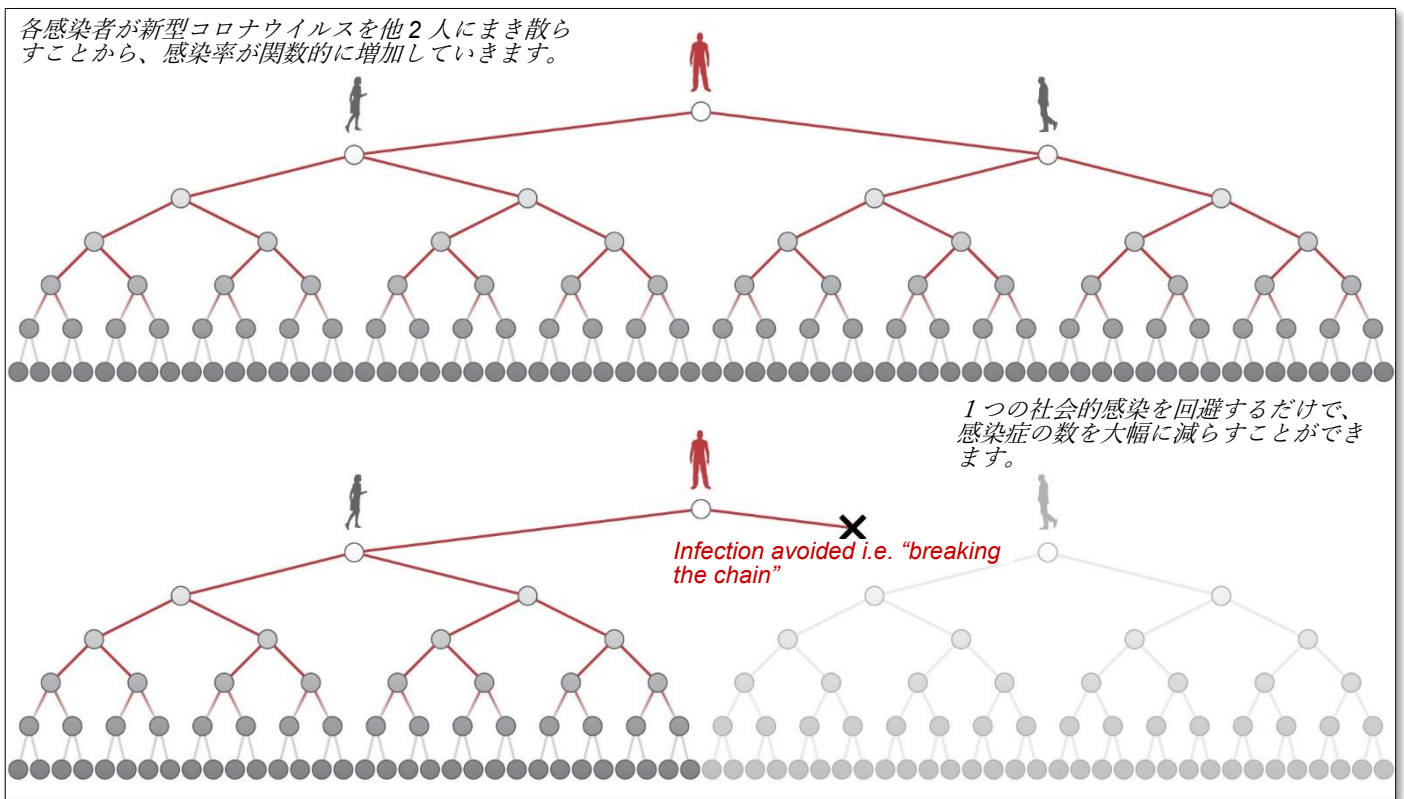 各感染者が新型コロナウイルスを他 2 人にまき散ら
すことから、感染率が関数的に増加していきます。
1 つの社会的感染を回避するだけで、
感染症の数を大幅に減らすことができ
ます。
Infection avoided i.e. “breaking
the chain”